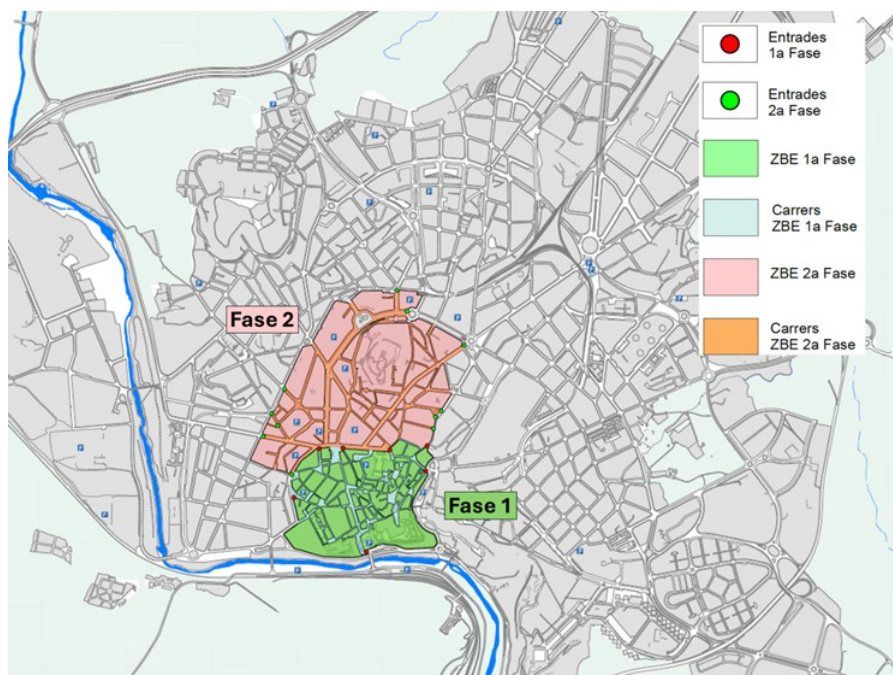 Entrades
1a Fase
Entrades
2a Fase
ZBE 1a Fase
Carrers
ZBE 1a Fase
ZBE 2a Fase
Carrers
ZBE 2a Fase
Fase 2
Fase 1